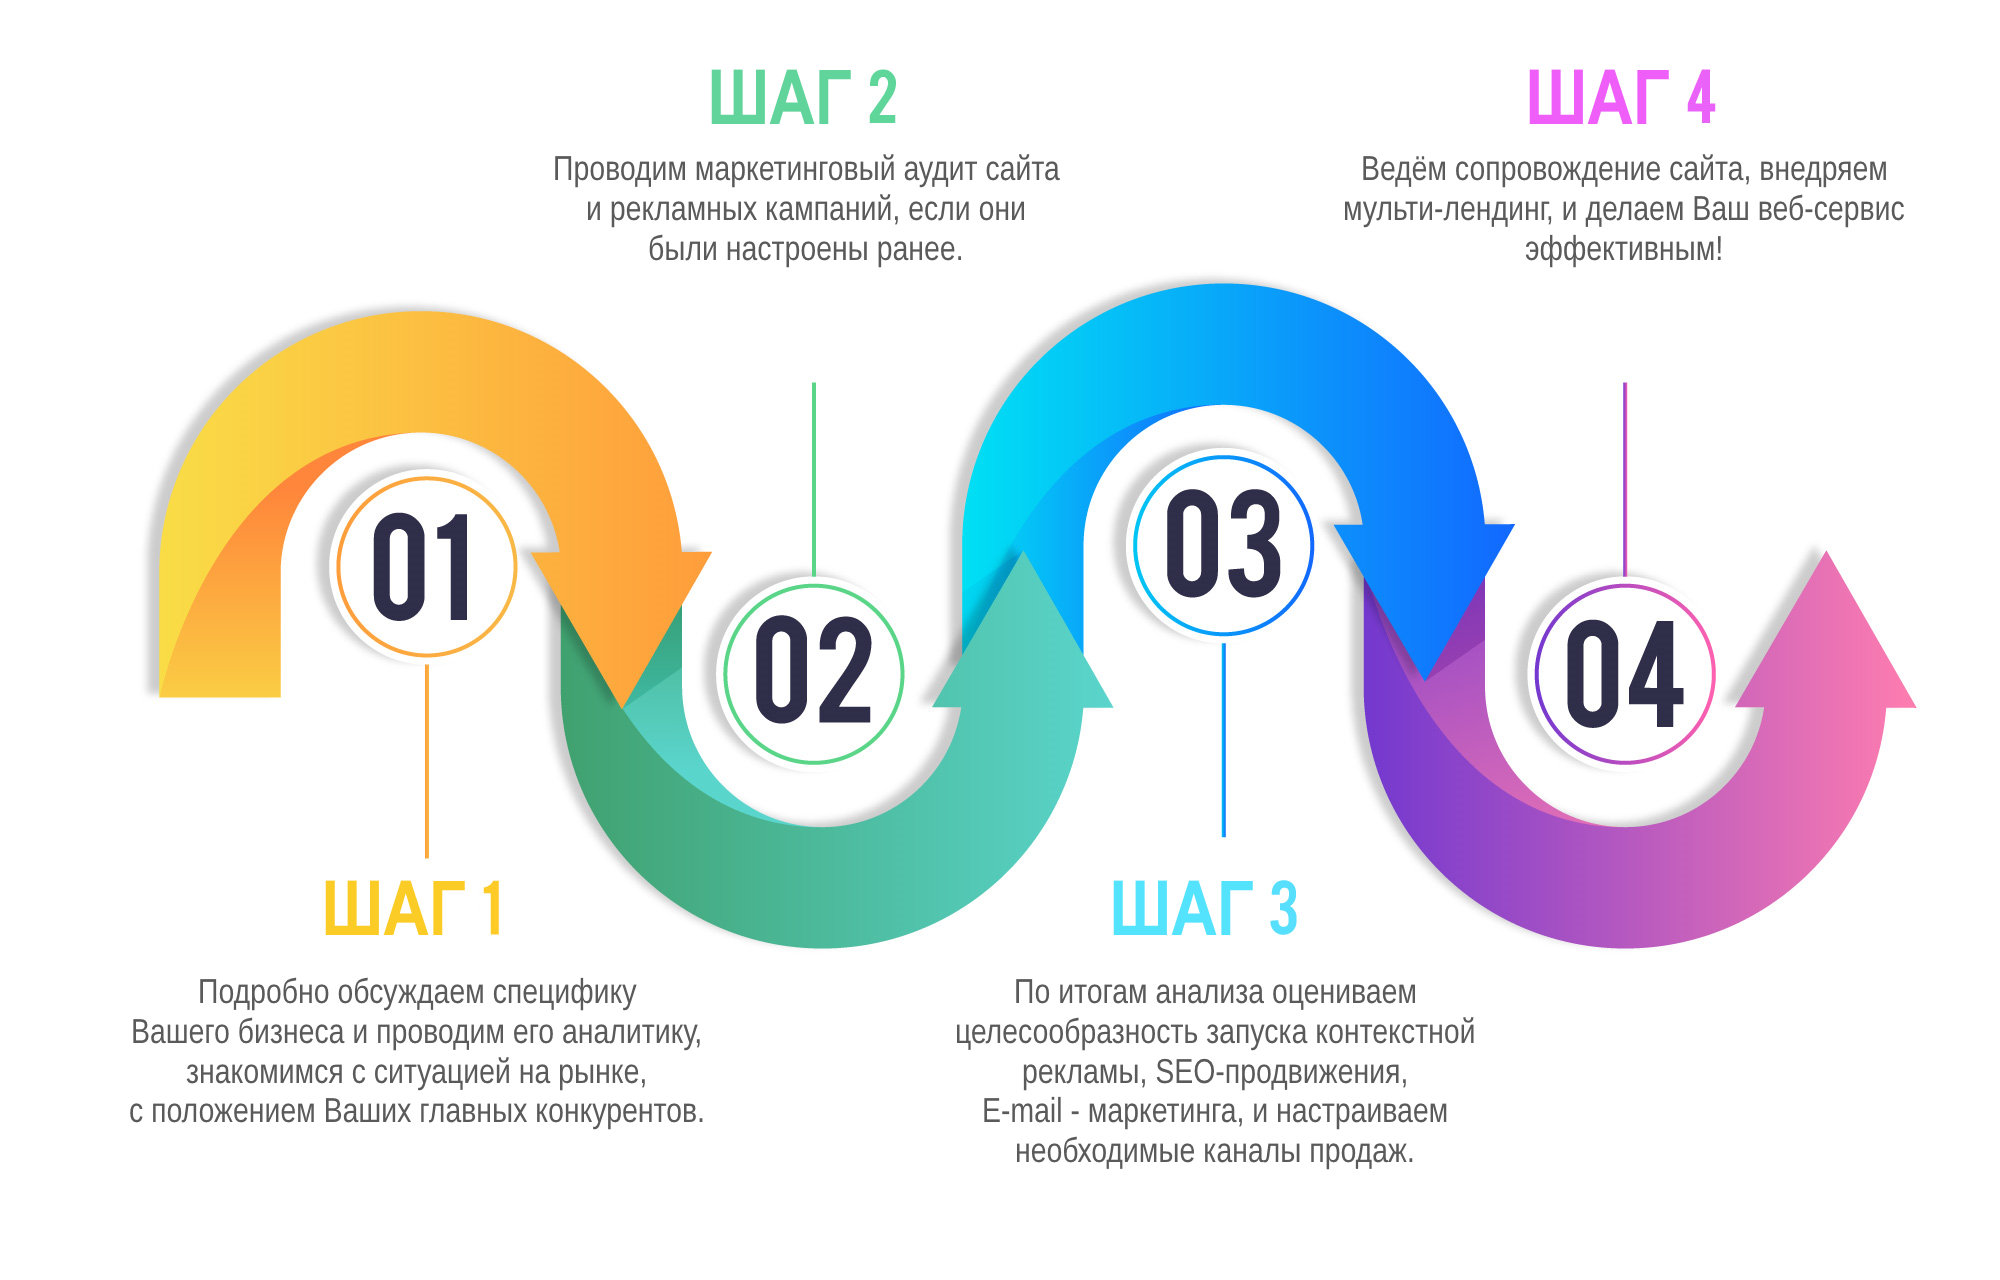 ШАГ 2
Проводим маркетинговый аудит сайта
и рекламных кампаний, если они
были настроены ранее.
ШАГ 4
Ведём сопровождение сайта, внедряем
мульти-лендинг, и делаем Ваш веб-сервис
эффективным!
01
02
03
04
ШАГ 1
Подробно обсуждаем специфику
Вашего бизнеса и проводим его аналитику,
знакомимся с ситуацией на рынке,
с положением Ваших главных конкурентов.
ШАГ 3
По итогам анализа оцениваем
целесообразность запуска контекстной
рекламы, SEO-продвижения,
E-mail - маркетинга, и настраиваем
необходимые каналы продаж.